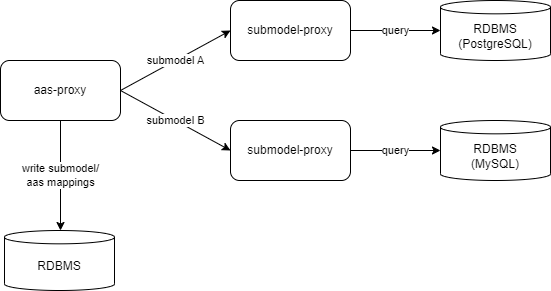 submodel-proxy
query
RDBMS
(PostgreSQL)
submodel A
aas-proxy
submodel B
submodel-proxy
query
RDBMS
(MySQL)
write submodel/
aas mappings
RDBMS